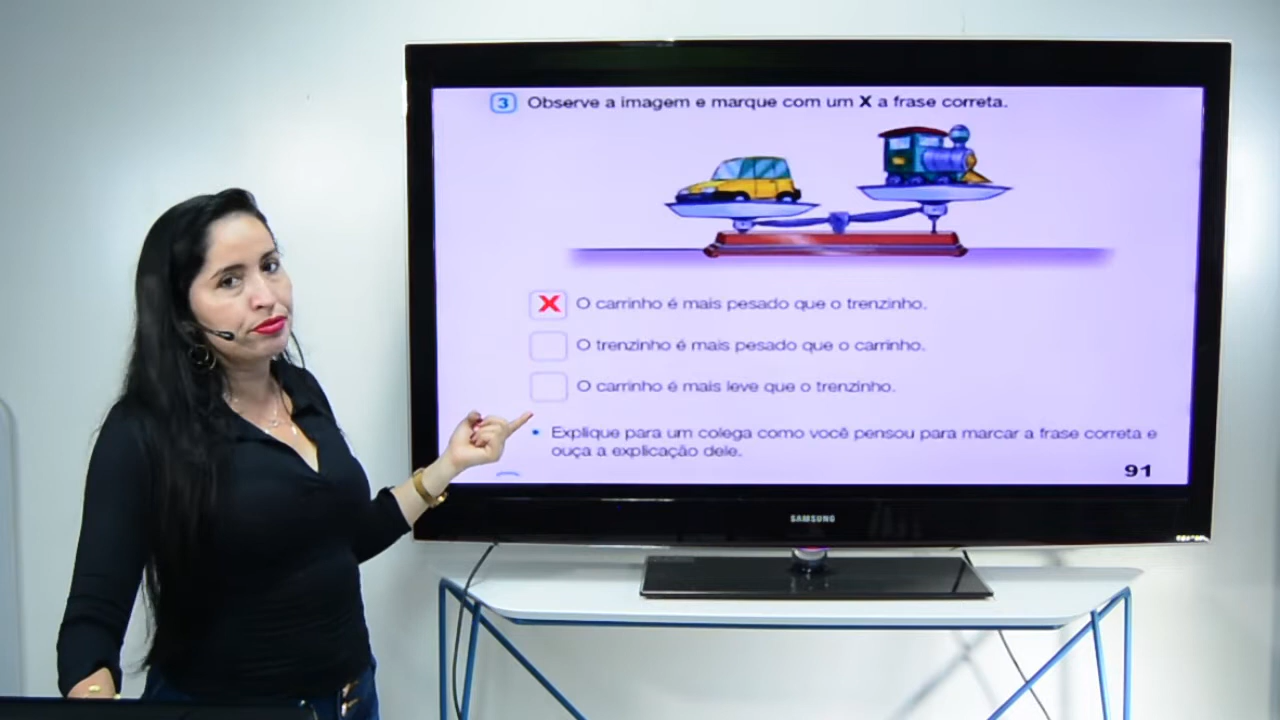 3 Observe a imagem e marque com um X a frase correta.
X O carrinho é mais pesado que o trenzinho.
O trenzinho é mais pesado que o carrinho.
O carrinho é mais leve que o trenzinho.
• Explique para um colega como você pensou para marcar a frase correta e
ouça a explicação dele.
91
SAMSUNG